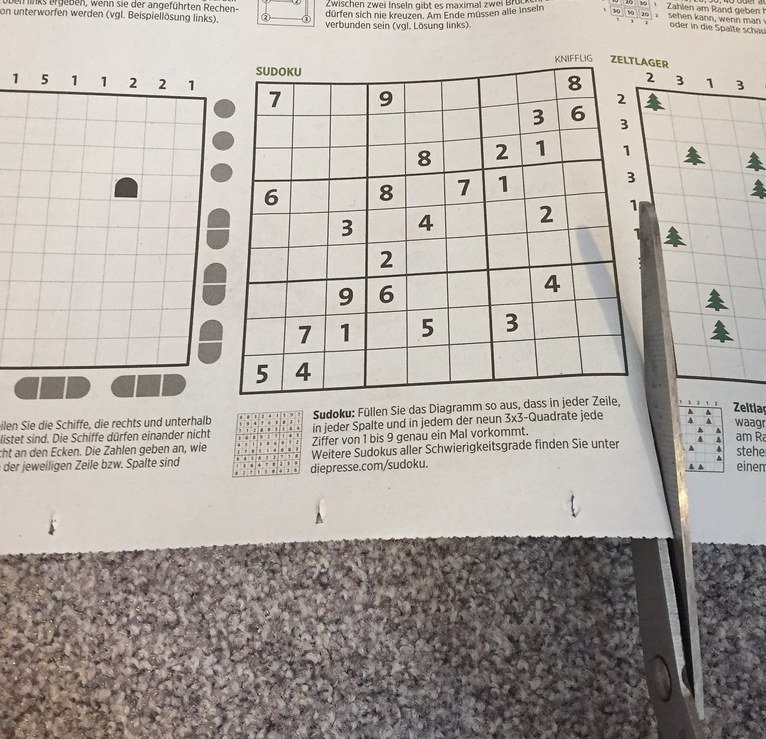 oben links ergeben, wenn sie der angeführten Rechen-
on unterworfen werden (vgl. Beispiellösung links).
Zwischen zwei Inseln gibt es maximal zwei Brücken,
dürfen sich nie kreuzen. Am Ende müssen alle Inseln
verbunden sein (vgl. Lösung links).
Zahlen am Rand geben
sehen kann, wenn man
oder in die Spalte schau
1 5 1 1 2 2 1
SUDOKU
KNIFFLIG
7 9 8
3 6
8 2 1
6 8 7 1
3 4 2
2
9 6 4
7 1 5 3
5 4
ZELTLAGER
2 3 1 3
2
3
1
3
1
ilen Sie die Schiffe, die rechts und unterhalb
listet sind. Die Schiffe dürfen einander nicht
cht an den Ecken. Die Zahlen geben an, wie
der jeweiligen Zeile bzw. Spalte sind
Sudoku: Füllen Sie das Diagramm so aus, dass in jeder Zeile,
in jeder Spalte und in jedem der neun 3x3-Quadrate jede
Ziffer von 1 bis 9 genau ein Mal vorkommt.
Weitere Sudokus aller Schwierigkeitsgrade finden Sie unter
diepresse.com/sudoku.
Zeltlag
waagr
am Ra
stehe
einem